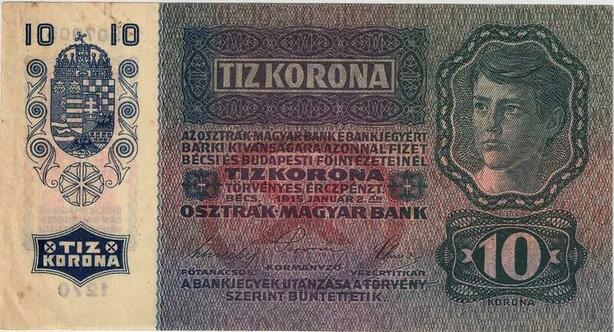 10 10
TIZ KORONA
TIZ KORONA
AZ OSZTRÁK-MAGYAR BANK E BANKJEGYÉRT
BÁRKI KIVÁNSÁGÁRA AZONNAL FIZET
BÉCSI ÉS BUDAPESTI FŐINTÉZETEINÉL
TIZ KORONA
TÖRVÉNYES ÉRCZPÉNZT.
BÉCS, 1915 JANUÁR 2.ÁN
OSZTRÁK-MAGYAR BANK
FŐTANÁCSOS KORMÁNYZÓ VEZÉRTITKÁR
A BANKJEGYEK UTÁNZÁSA A TÖRVÉNY
SZERINT BÜNTETTETIK.
10
KORONA